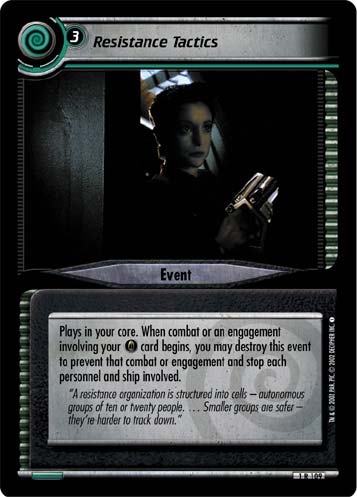 3
Resistance Tactics
Event
Plays in your core. When combat or an engagement
involving your card begins, you may destroy this event
to prevent that combat or engagement and stop each
personnel and ship involved.
"A resistance organization is structured into cells – autonomous
groups of ten or twenty people. … Smaller groups are safer –
they're harder to track down."
TM & © 2002 PAR. PIC. © 2002 DECIPHER INC.
1 R 109